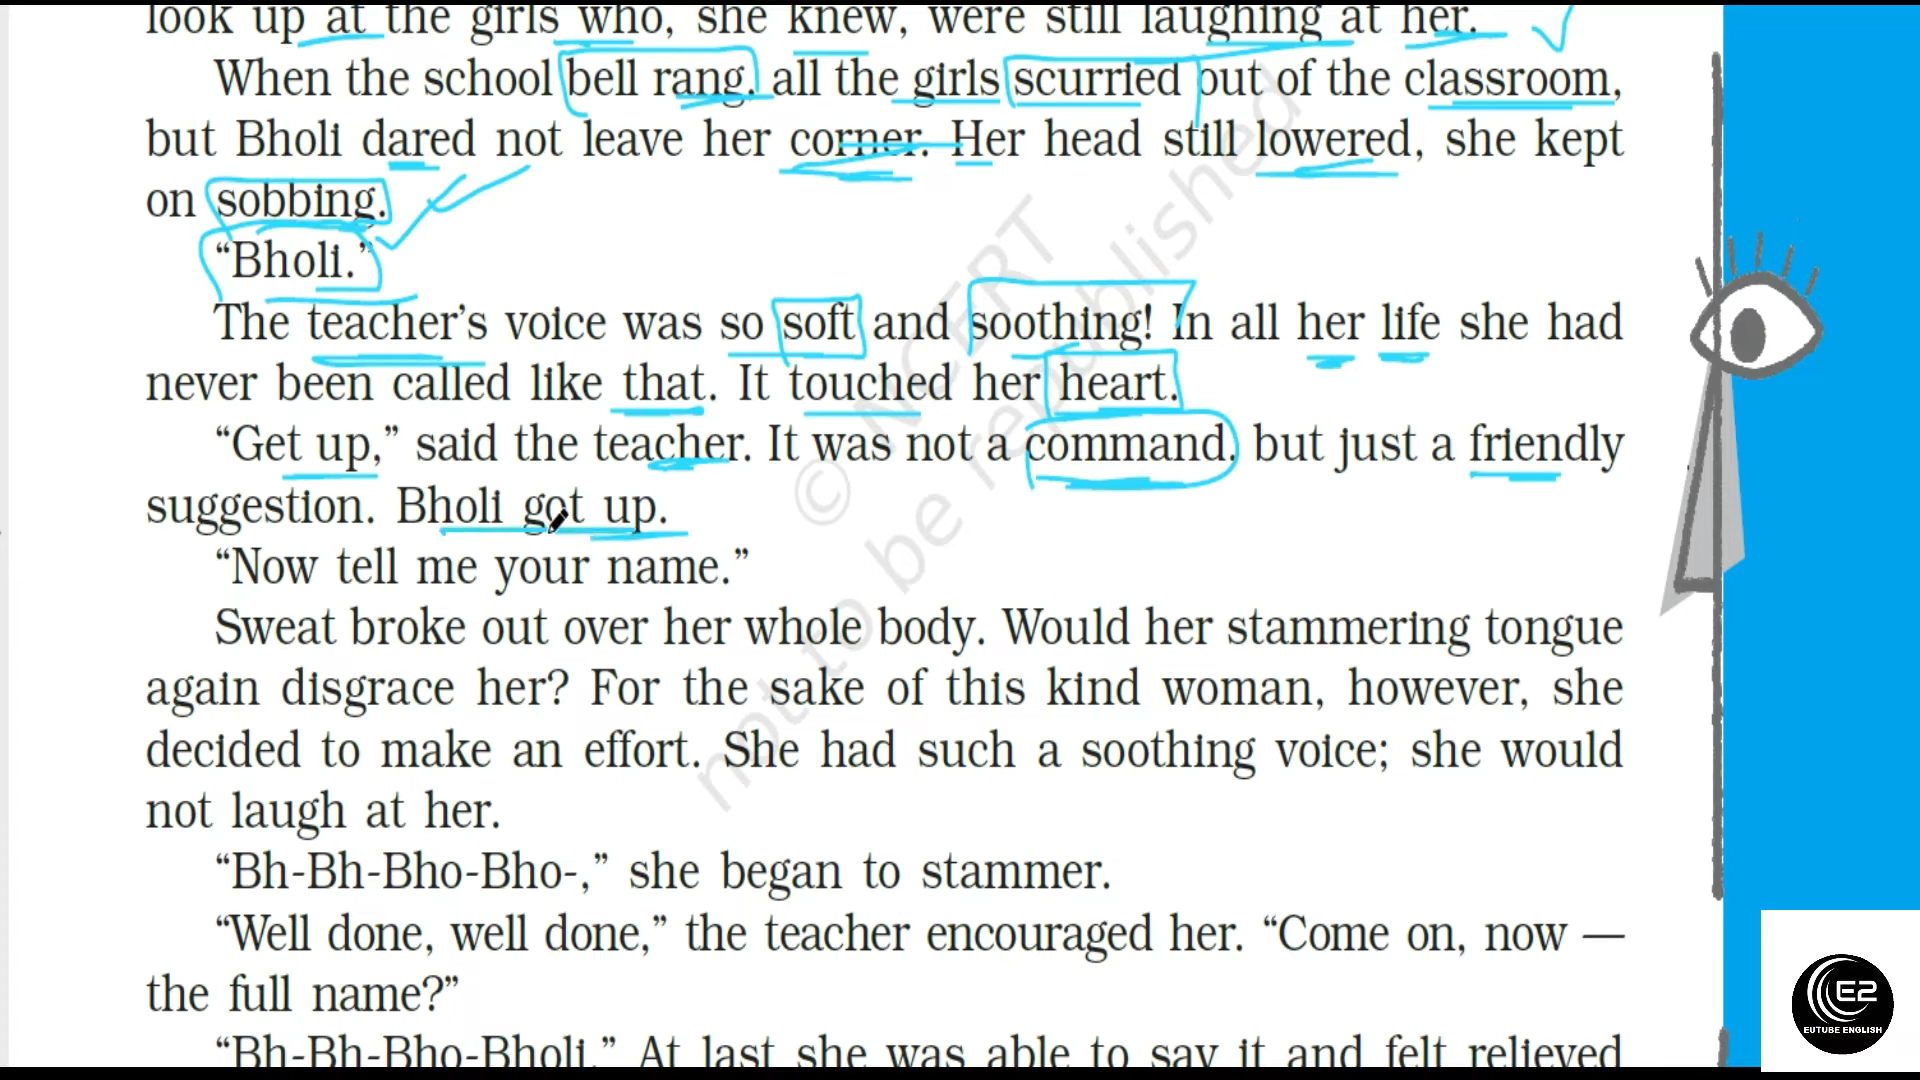 look up at the girls who, she knew, were still laughing at her.
When the school bell rang, all the girls scurried out of the classroom,
but Bholi dared not leave her corner. Her head still lowered, she kept
on sobbing.
“Bholi.”
The teacher’s voice was so soft and soothing! In all her life she had
never been called like that. It touched her heart.
“Get up,” said the teacher. It was not a command, but just a friendly
suggestion. Bholi got up.
“Now tell me your name.”
Sweat broke out over her whole body. Would her stammering tongue
again disgrace her? For the sake of this kind woman, however, she
decided to make an effort. She had such a soothing voice; she would
not laugh at her.
“Bh-Bh-Bho-Bho-,” she began to stammer.
“Well done, well done,” the teacher encouraged her. “Come on, now —
the full name?”
“Bh-Bh-Bho-Bholi.” At last she was able to say it and felt relieved
© NCERT
not to be republished
E2
EUTUBE ENGLISH